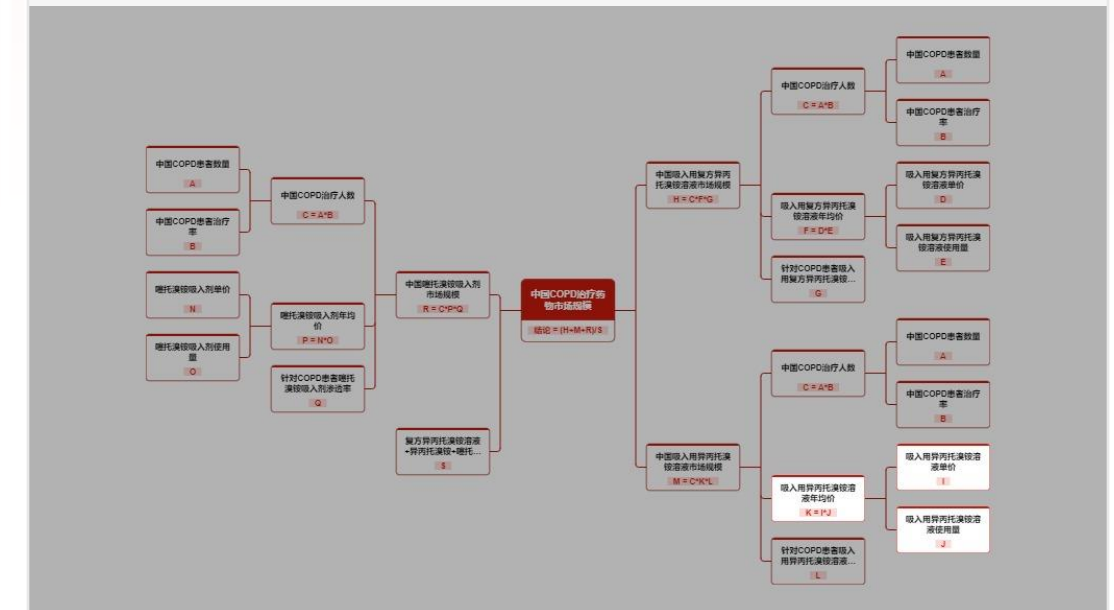 中国COPD患者数量
A
中国COPD患者治疗
率
B
中国COPD治疗人数
C = A*B
噻托溴铵吸入剂单价
N
噻托溴铵吸入剂使用
量
O
噻托溴铵吸入剂年均
价
P = N*O
针对COPD患者噻托
溴铵吸入剂渗透率
Q
中国噻托溴铵吸入剂
市场规模
R = C*P*Q
复方异丙托溴铵溶液
+异丙托溴铵+噻托...
S
中国COPD治疗药
物市场规模
结论 = (H+M+R)/S
中国吸入用复方异丙
托溴铵溶液市场规模
H = C*F*G
中国COPD治疗人数
C = A*B
中国COPD患者数量
A
中国COPD患者治疗
率
B
吸入用复方异丙托溴
铵溶液年均价
F = D*E
吸入用复方异丙托溴
铵溶液单价
D
吸入用复方异丙托溴
铵溶液使用量
E
针对COPD患者吸入
用复方异丙托溴铵...
G
中国吸入用异丙托溴
铵溶液市场规模
M = C*K*L
中国COPD治疗人数
C = A*B
中国COPD患者数量
A
中国COPD患者治疗
率
B
吸入用异丙托溴铵溶
液年均价
K = I*J
吸入用异丙托溴铵溶
液单价
I
吸入用异丙托溴铵溶
液使用量
J
针对COPD患者吸入
用异丙托溴铵溶液...
L